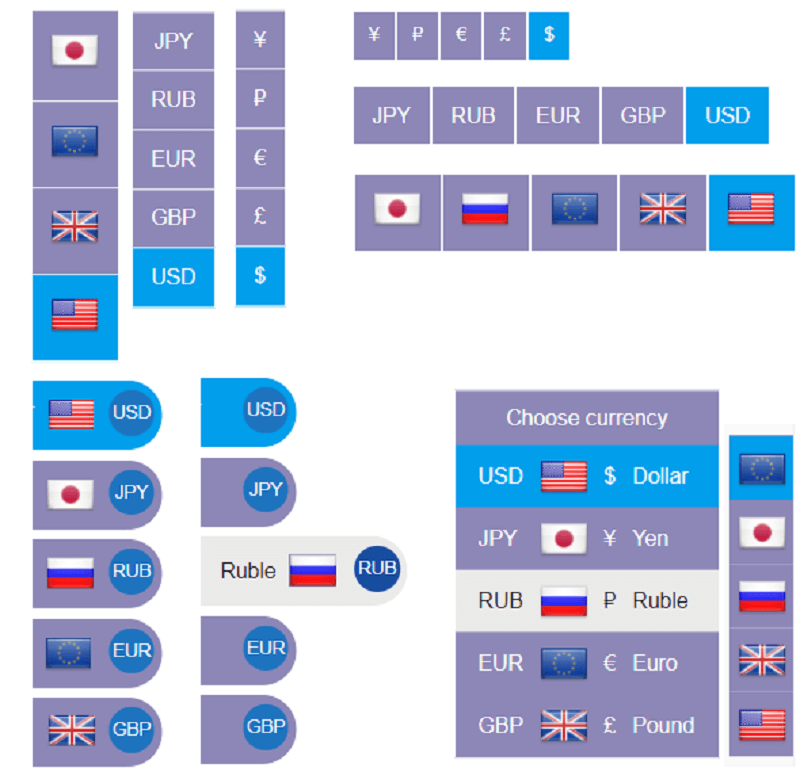 JPY
RUB
EUR
GBP
USD
¥
₽
€
£
$
¥ ₽ € £ $
JPY RUB EUR GBP USD
USD
JPY
RUB
EUR
GBP
USD
JPY
Ruble RUB
EUR
GBP
Choose currency
USD $ Dollar
JPY ¥ Yen
RUB ₽ Ruble
EUR € Euro
GBP £ Pound